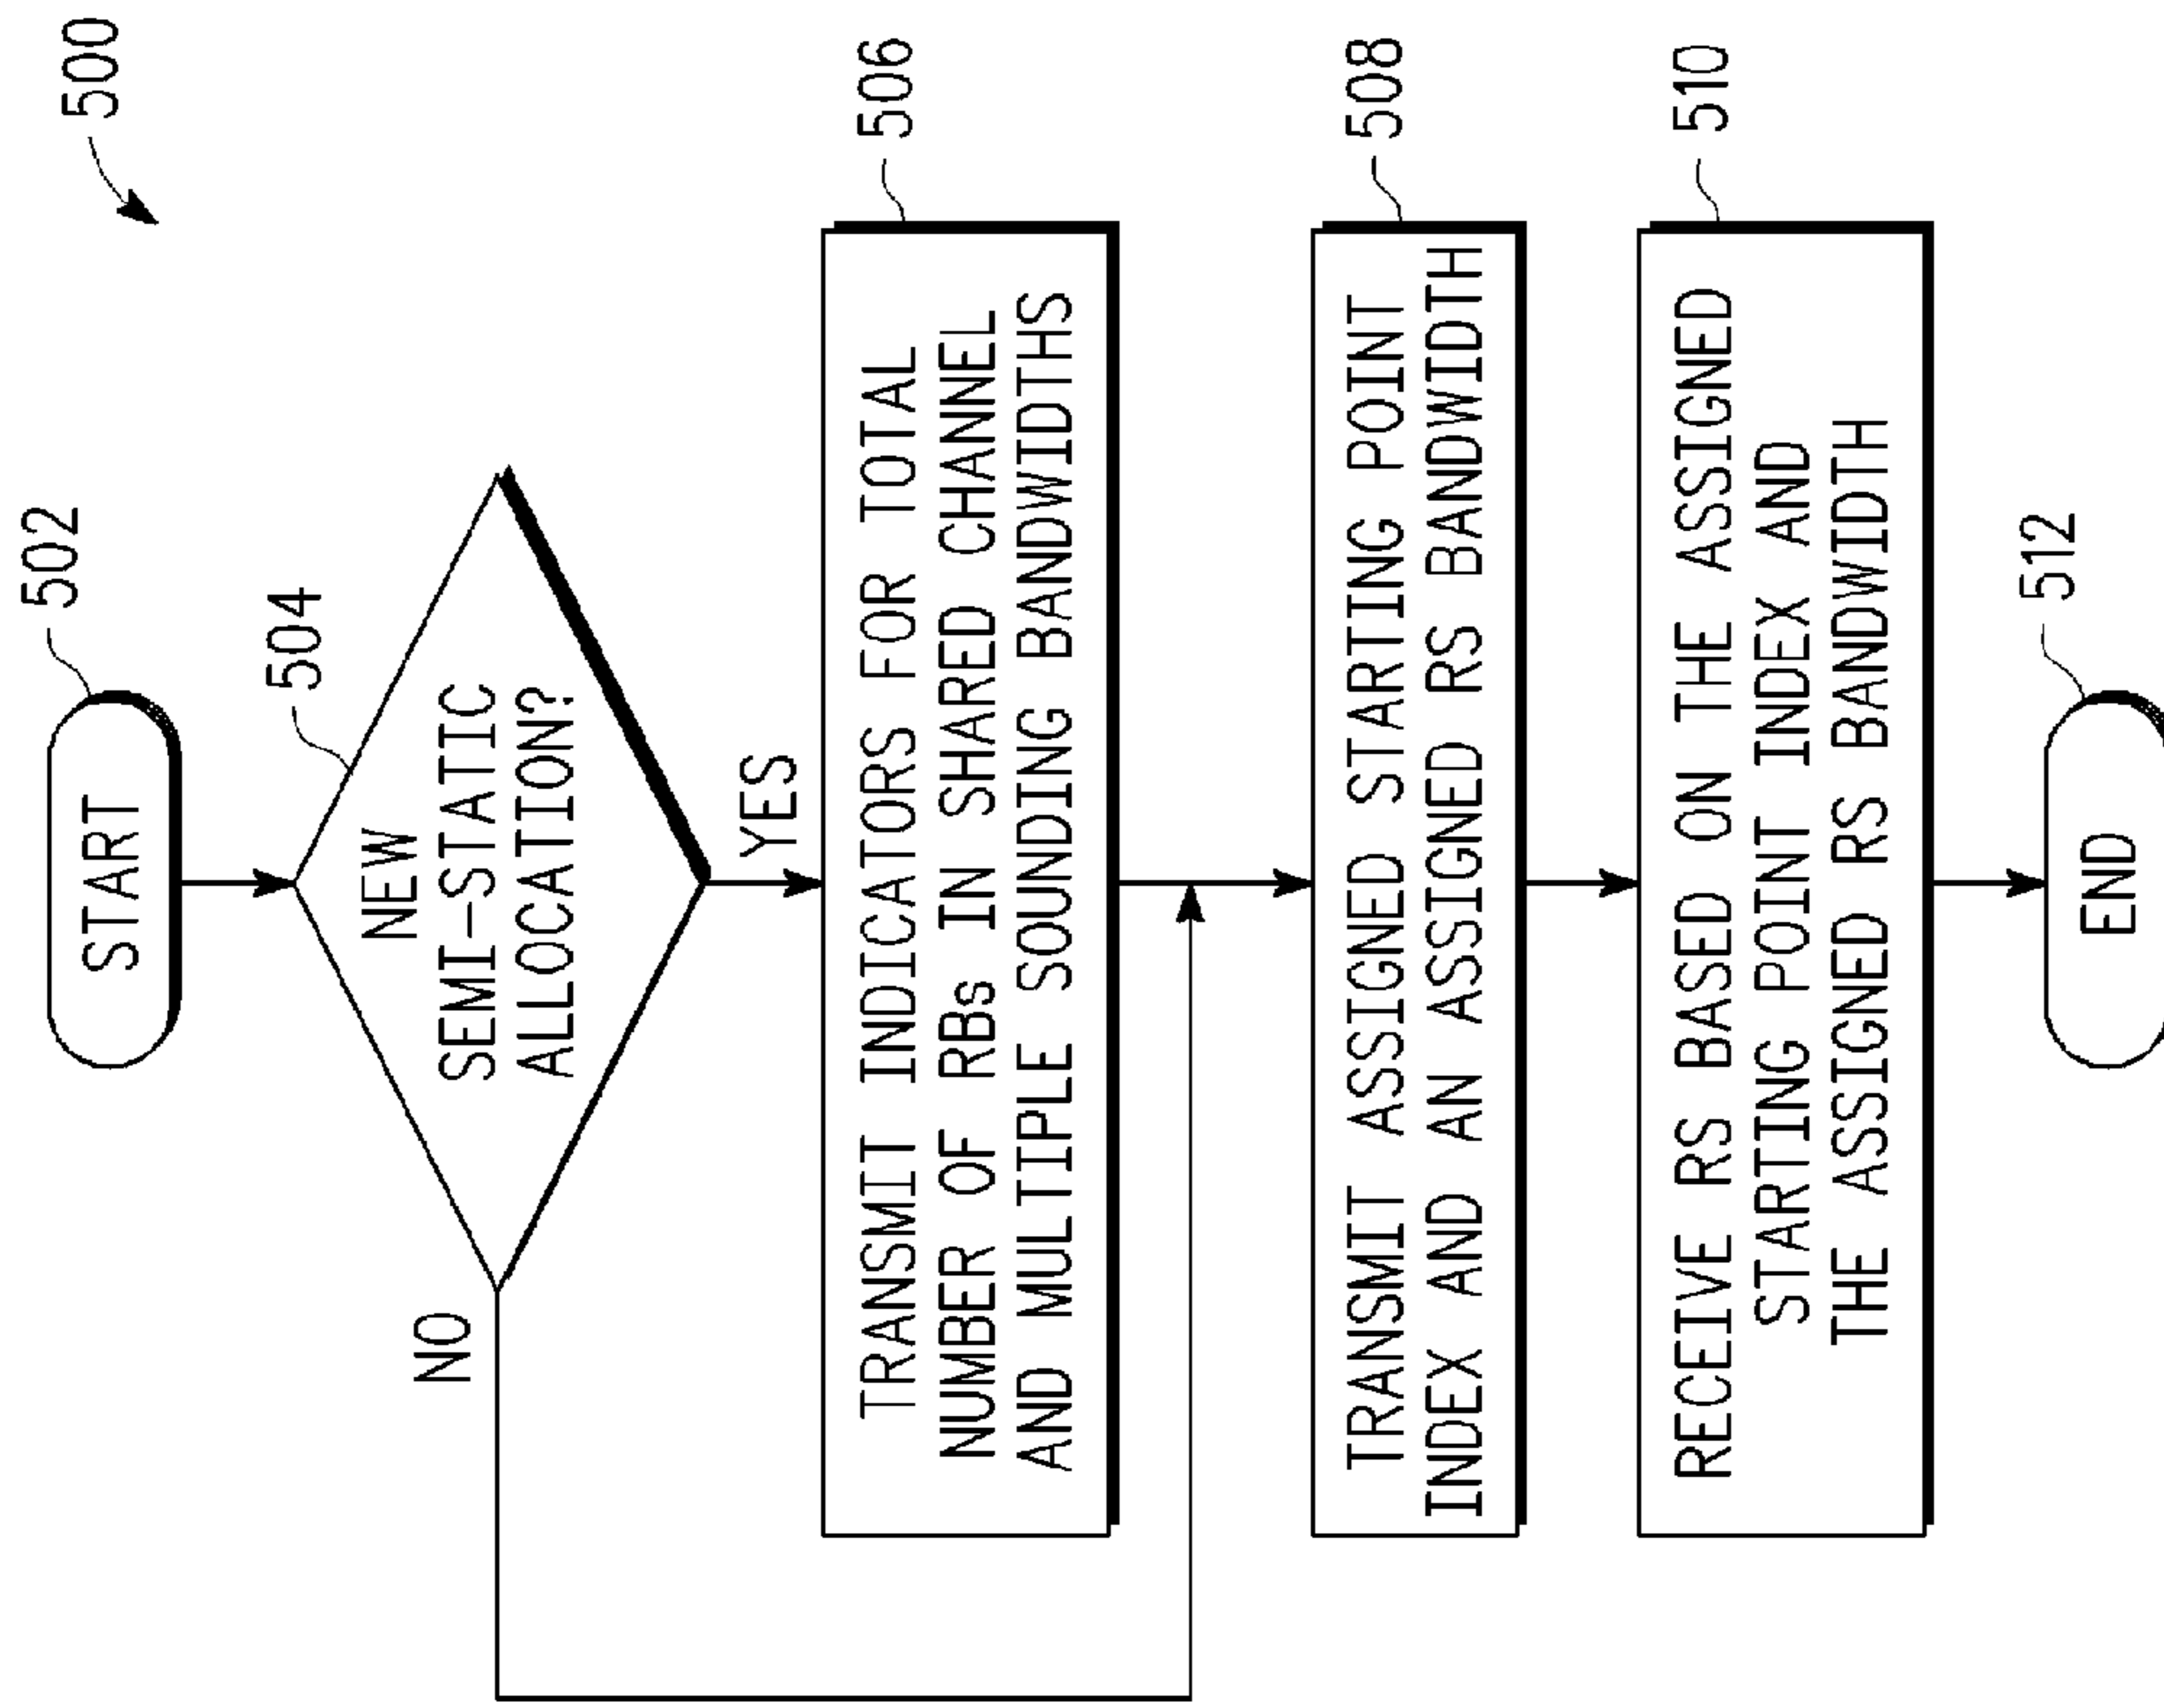 500
502
START
504
NEW
SEMI-STATIC
ALLOCATION?
NO
YES
506
TRANSMIT INDICATORS FOR TOTAL
NUMBER OF RBs IN SHARED CHANNEL
AND MULTIPLE SOUNDING BANDWIDTHS
508
TRANSMIT ASSIGNED STARTING POINT
INDEX AND AN ASSIGNED RS BANDWIDTH
510
RECEIVE RS BASED ON THE ASSIGNED
STARTING POINT INDEX AND
THE ASSIGNED RS BANDWIDTH
512
END